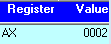 Register Value
AX 0002